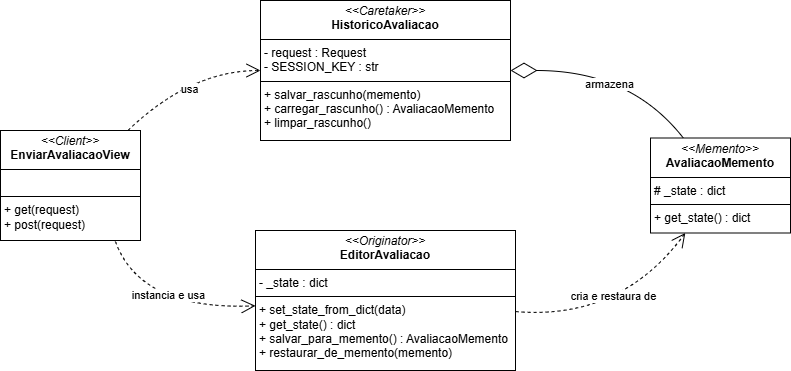 <<Caretaker>>
HistoricoAvaliacao
- request : Request
- SESSION_KEY : str
+ salvar_rascunho(memento)
+ carregar_rascunho() : AvaliacaoMemento
+ limpar_rascunho()
usa
armazena
<<Client>>
EnviarAvaliacaoView
+ get(request)
+ post(request)
<<Memento>>
AvaliacaoMemento
# _state : dict
+ get_state() : dict
<<Originator>>
EditorAvaliacao
- _state : dict
+ set_state_from_dict(data)
+ get_state() : dict
+ salvar_para_memento() : AvaliacaoMemento
+ restaurar_de_memento(memento)
instancia e usa
cria e restaura de